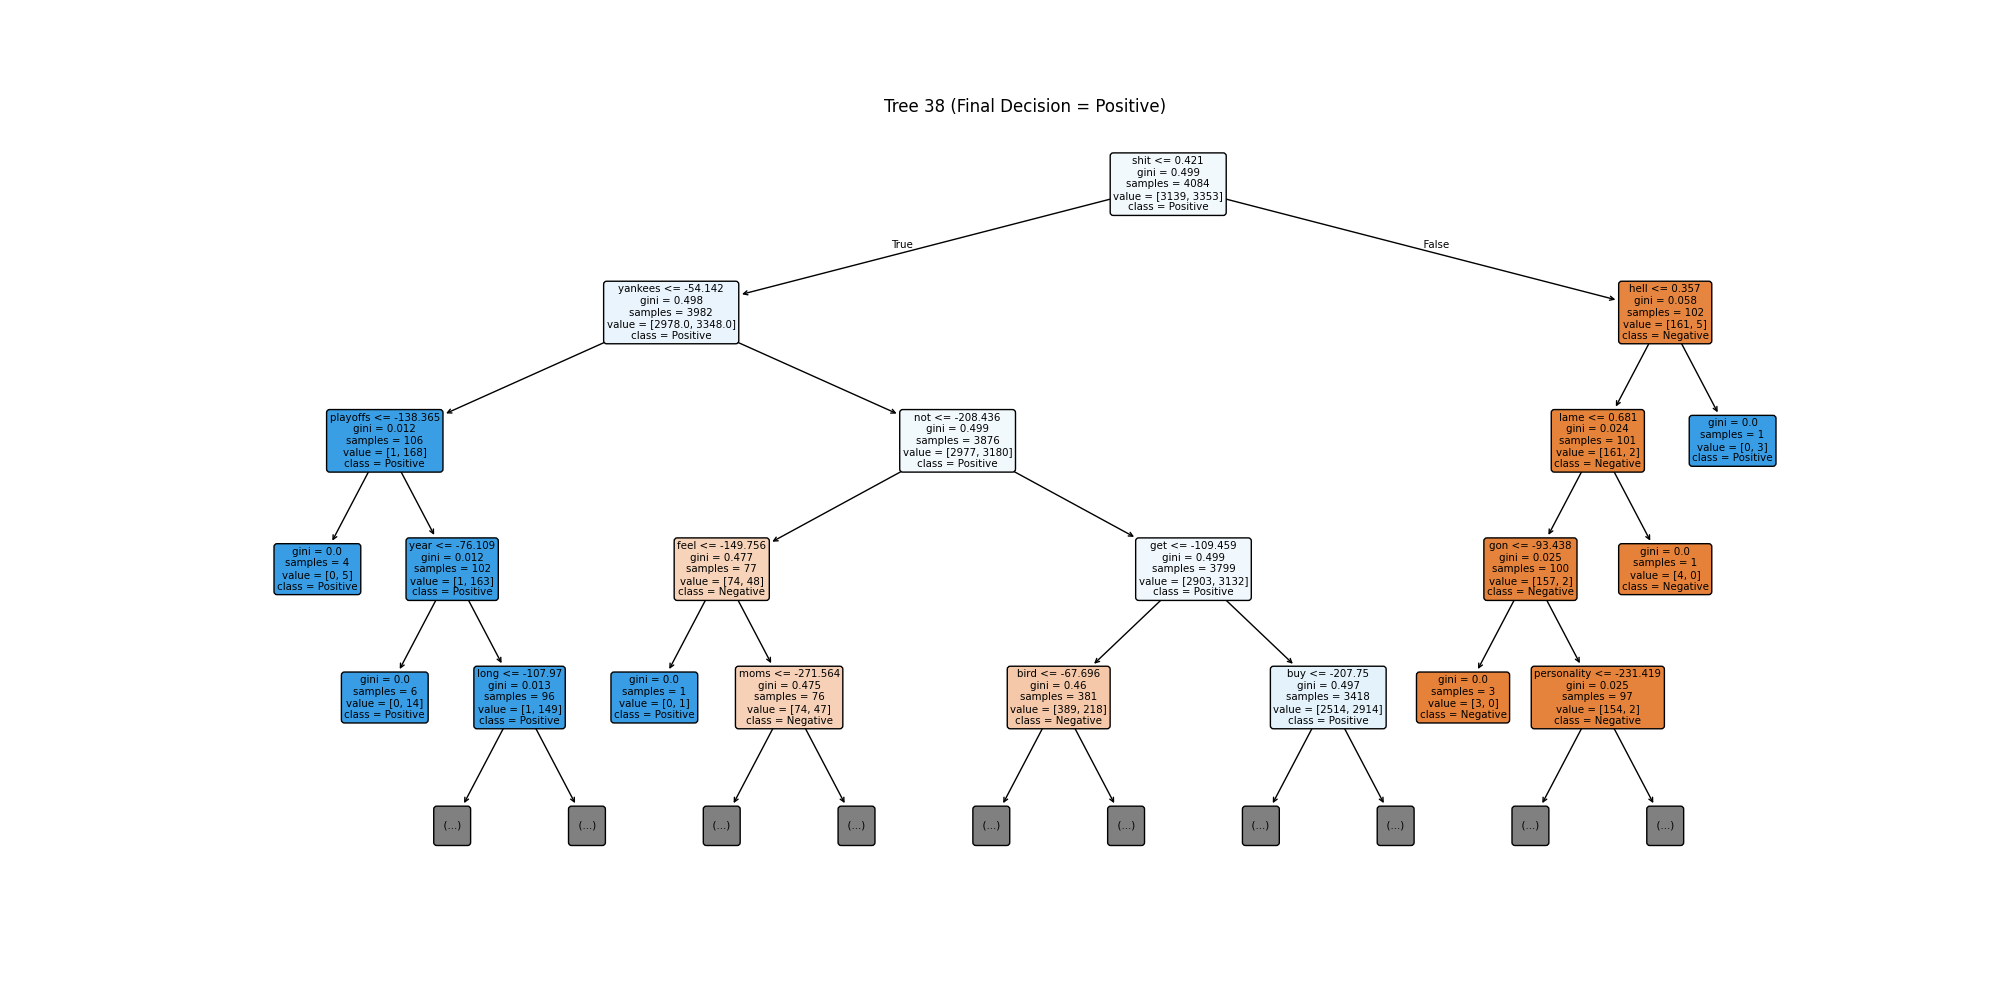 Tree 38 (Final Decision = Positive)
shit <= 0.421
gini = 0.499
samples = 4084
value = [3139, 3353]
class = Positive
True
False
yankees <= -54.142
gini = 0.498
samples = 3982
value = [2978.0, 3348.0]
class = Positive
hell <= 0.357
gini = 0.058
samples = 102
value = [161, 5]
class = Negative
playoffs <= -138.365
gini = 0.012
samples = 106
value = [1, 168]
class = Positive
not <= -208.436
gini = 0.499
samples = 3876
value = [2977, 3180]
class = Positive
lame <= 0.681
gini = 0.024
samples = 101
value = [161, 2]
class = Negative
gini = 0.0
samples = 1
value = [0, 3]
class = Positive
gini = 0.0
samples = 4
value = [0, 5]
class = Positive
year <= -76.109
gini = 0.012
samples = 102
value = [1, 163]
class = Positive
feel <= -149.756
gini = 0.477
samples = 77
value = [74, 48]
class = Negative
get <= -109.459
gini = 0.499
samples = 3799
value = [2903, 3132]
class = Positive
gon <= -93.438
gini = 0.025
samples = 100
value = [157, 2]
class = Negative
gini = 0.0
samples = 1
value = [4, 0]
class = Negative
gini = 0.0
samples = 6
value = [0, 14]
class = Positive
long <= -107.97
gini = 0.013
samples = 96
value = [1, 149]
class = Positive
gini = 0.0
samples = 1
value = [0, 1]
class = Positive
moms <= -271.564
gini = 0.475
samples = 76
value = [74, 47]
class = Negative
bird <= -67.696
gini = 0.46
samples = 381
value = [389, 218]
class = Negative
buy <= -207.75
gini = 0.497
samples = 3418
value = [2514, 2914]
class = Positive
gini = 0.0
samples = 3
value = [3, 0]
class = Negative
personality <= -231.419
gini = 0.025
samples = 97
value = [154, 2]
class = Negative
(...)
(...)
(...)
(...)
(...)
(...)
(...)
(...)
(...)
(...)